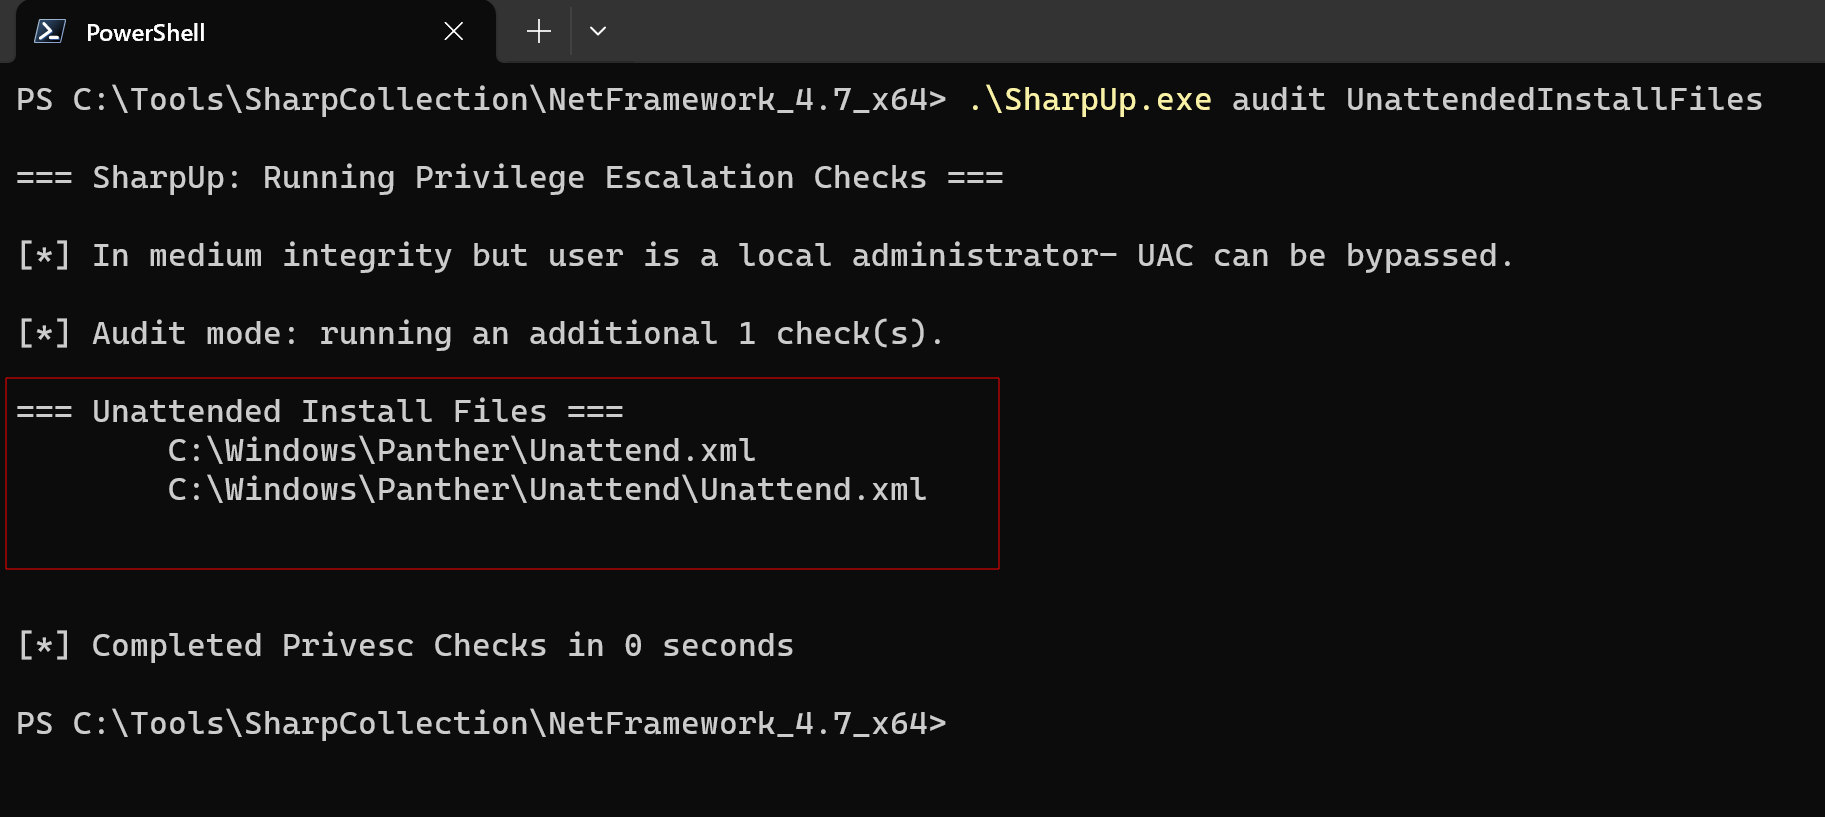 PowerShell
PS C:\Tools\SharpCollection\NetFramework_4.7_x64> .\SharpUp.exe audit UnattendedInstallFiles
=== SharpUp: Running Privilege Escalation Checks ===
[*] In medium integrity but user is a local administrator- UAC can be bypassed.
[*] Audit mode: running an additional 1 check(s).
=== Unattended Install Files ===
C:\Windows\Panther\Unattend.xml
C:\Windows\Panther\Unattend\Unattend.xml
[*] Completed Privesc Checks in 0 seconds
PS C:\Tools\SharpCollection\NetFramework_4.7_x64>